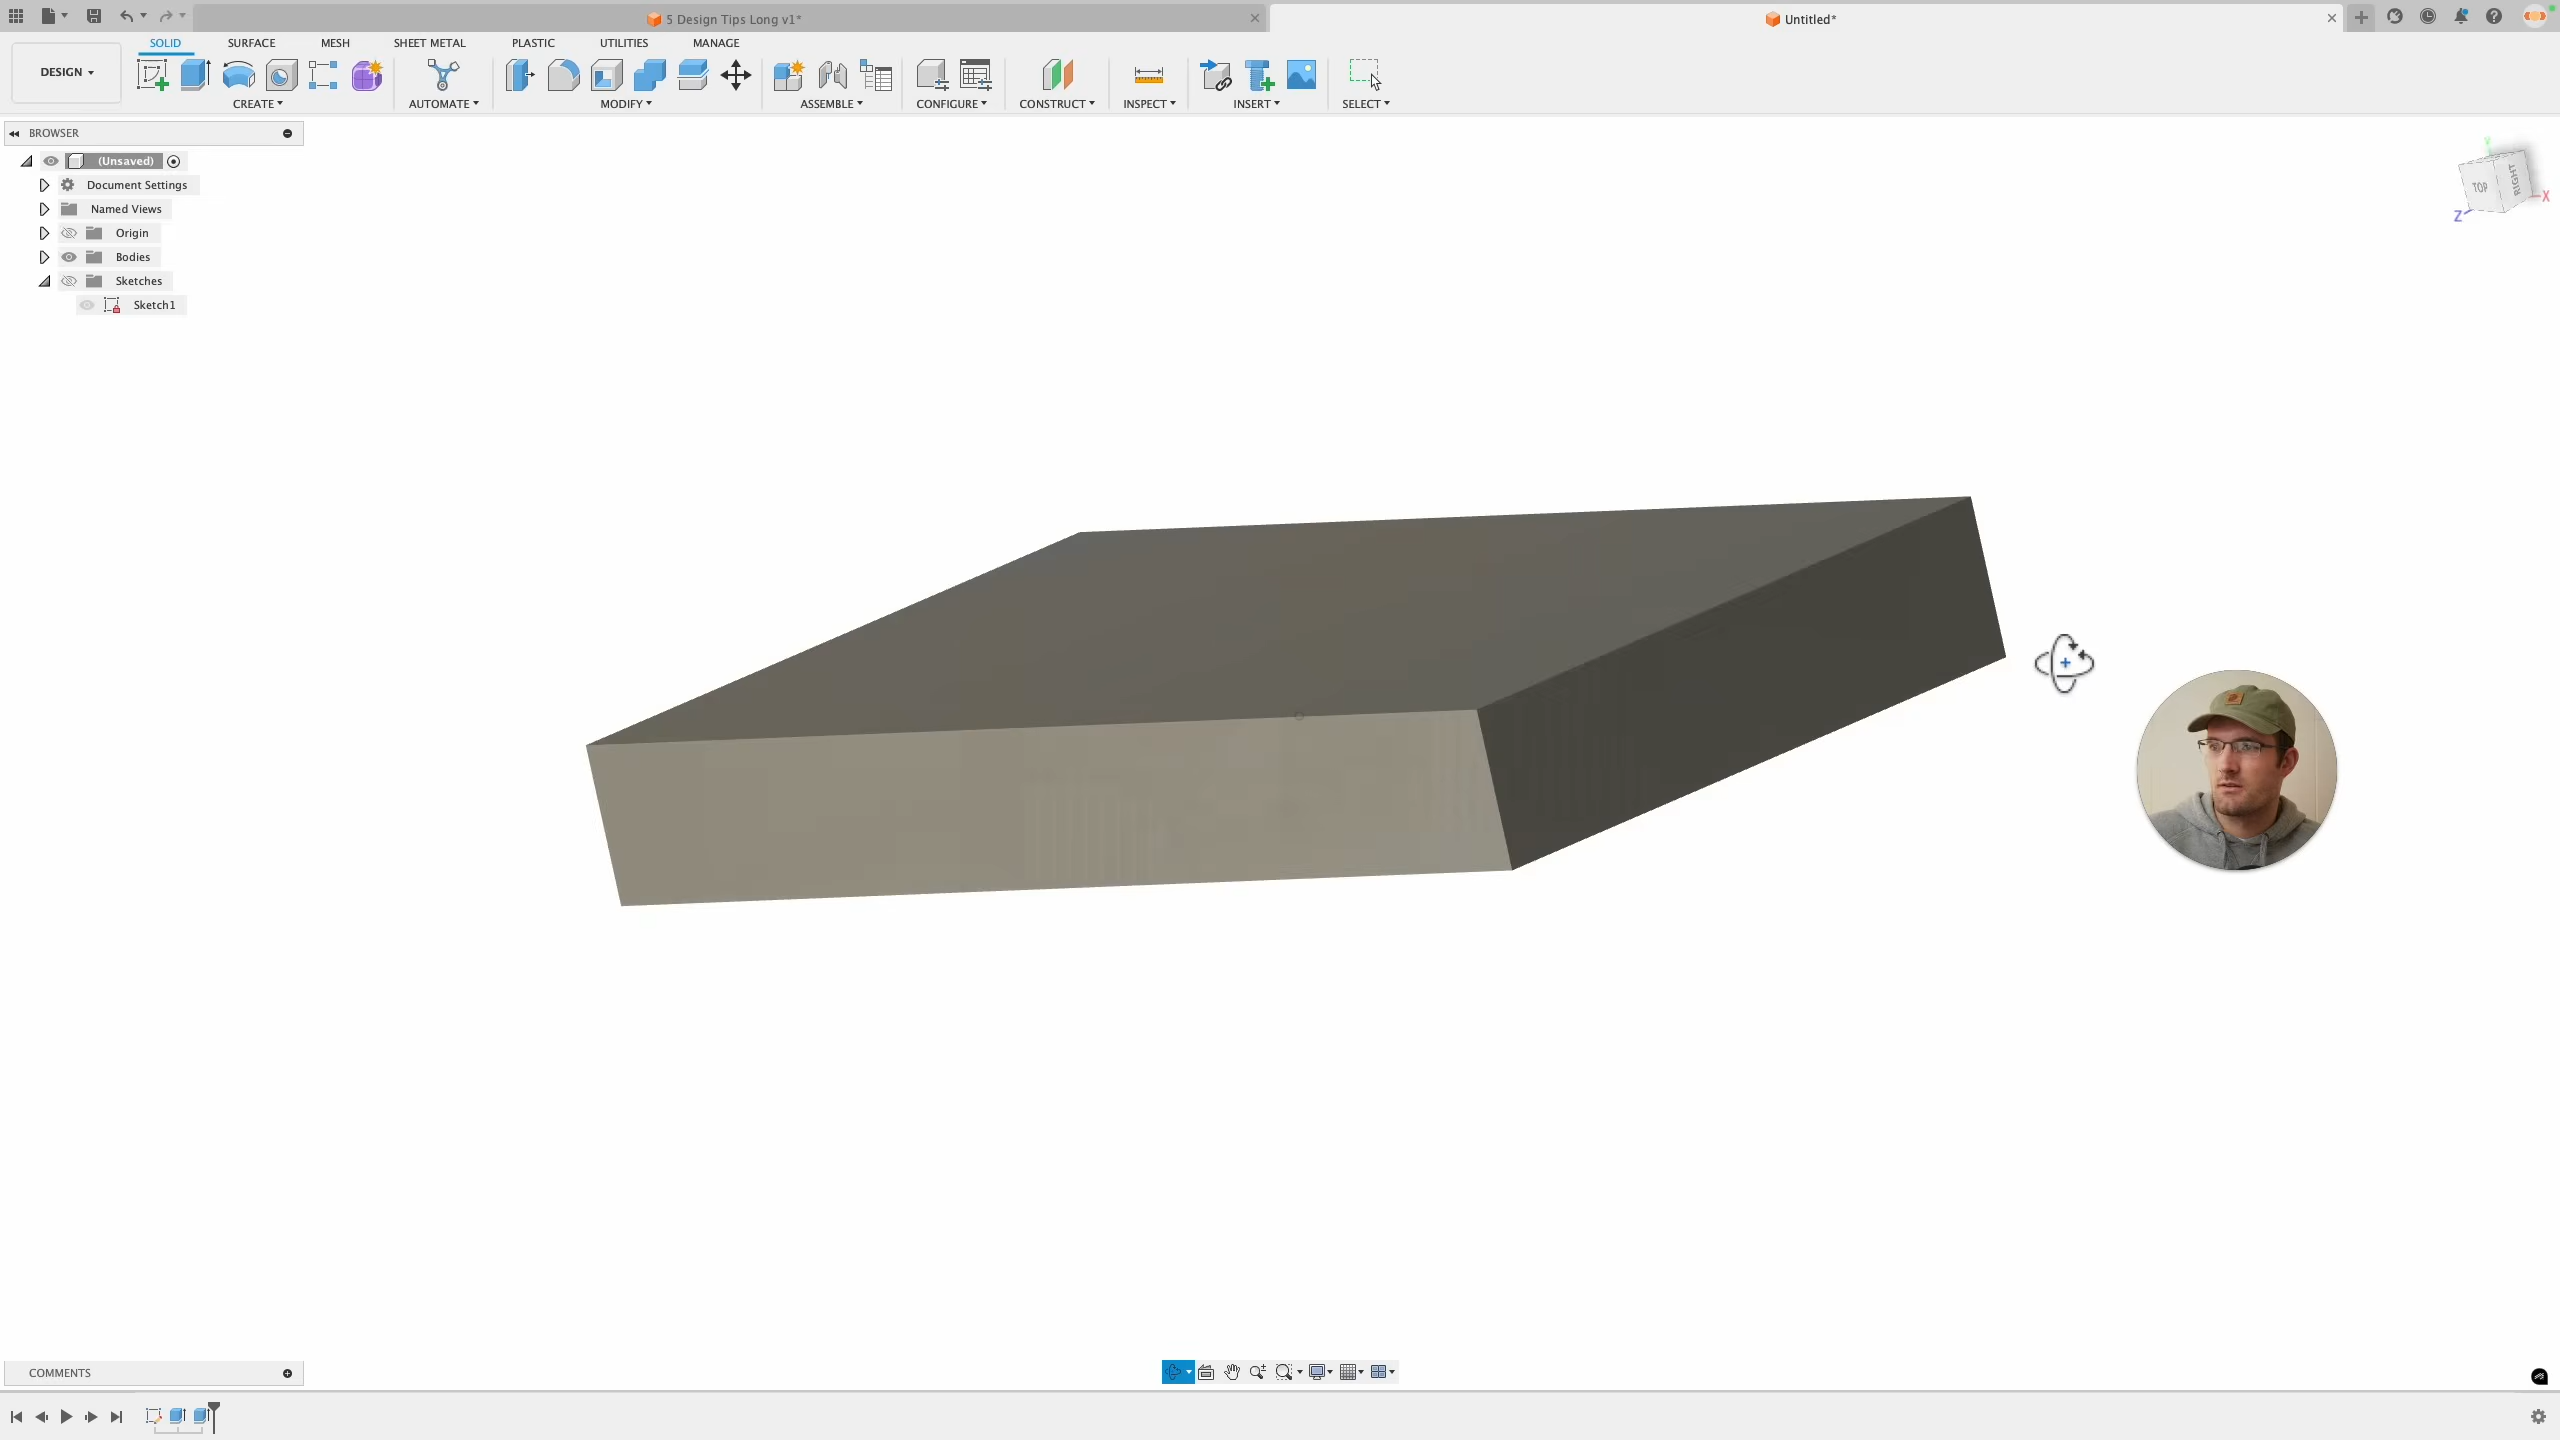 5 Design Tips Long v1*
Untitled*
SOLID SURFACE MESH SHEET METAL PLASTIC UTILITIES MANAGE
DESIGN
CREATE AUTOMATE MODIFY ASSEMBLE CONFIGURE CONSTRUCT INSPECT INSERT SELECT
BROWSER
(Unsaved)
Document Settings
Named Views
Origin
Bodies
Sketches
Sketch1
Y
TOP
RIGHT
X
Z
COMMENTS